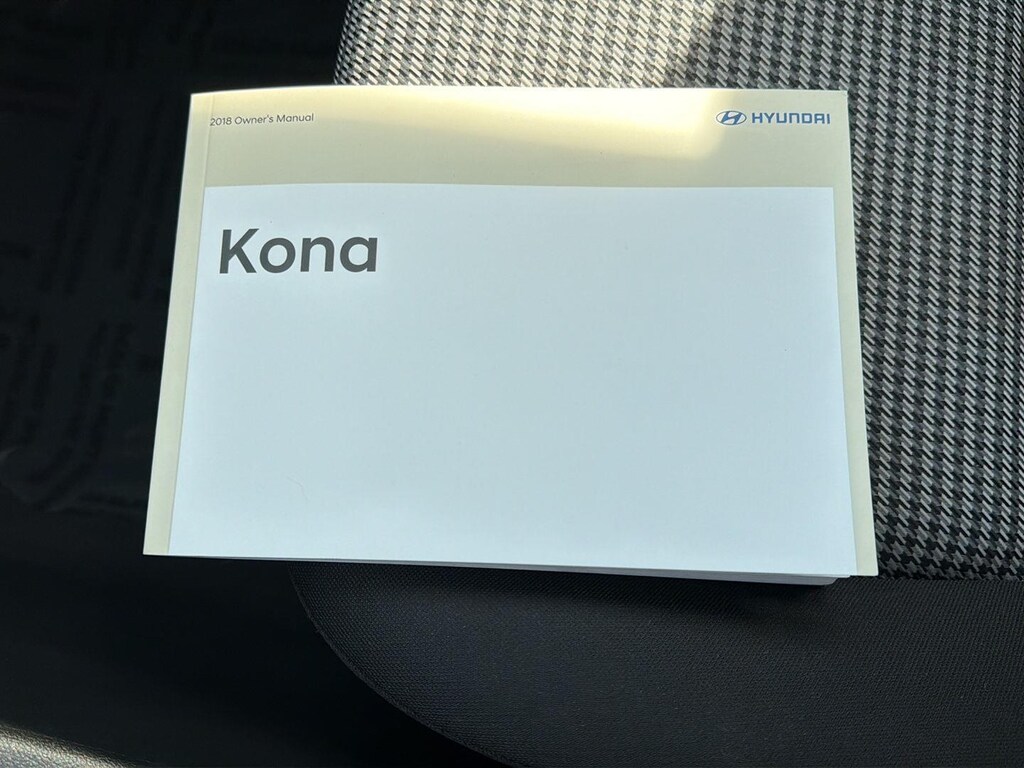 2018 Owner's Manual
HYUNDAI
Kona